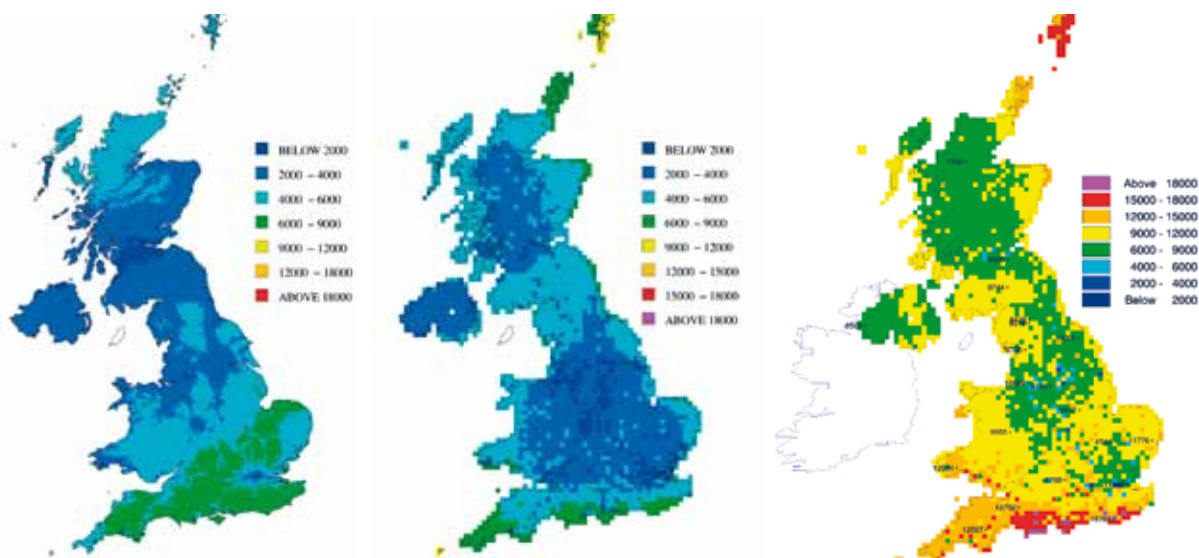 BELOW 2000
2000 – 4000
4000 – 6000
6000 – 9000
9000 – 12000
12000 – 18000
ABOVE 18000
BELOW 2000
2000 – 4000
4000 – 6000
6000 – 9000
9000 – 12000
12000 – 15000
15000 – 18000
ABOVE 18000
Above 18000
15000 - 18000
12000 - 15000
9000 - 12000
6000 - 9000
4000 - 6000
2000 - 4000
Below 2000